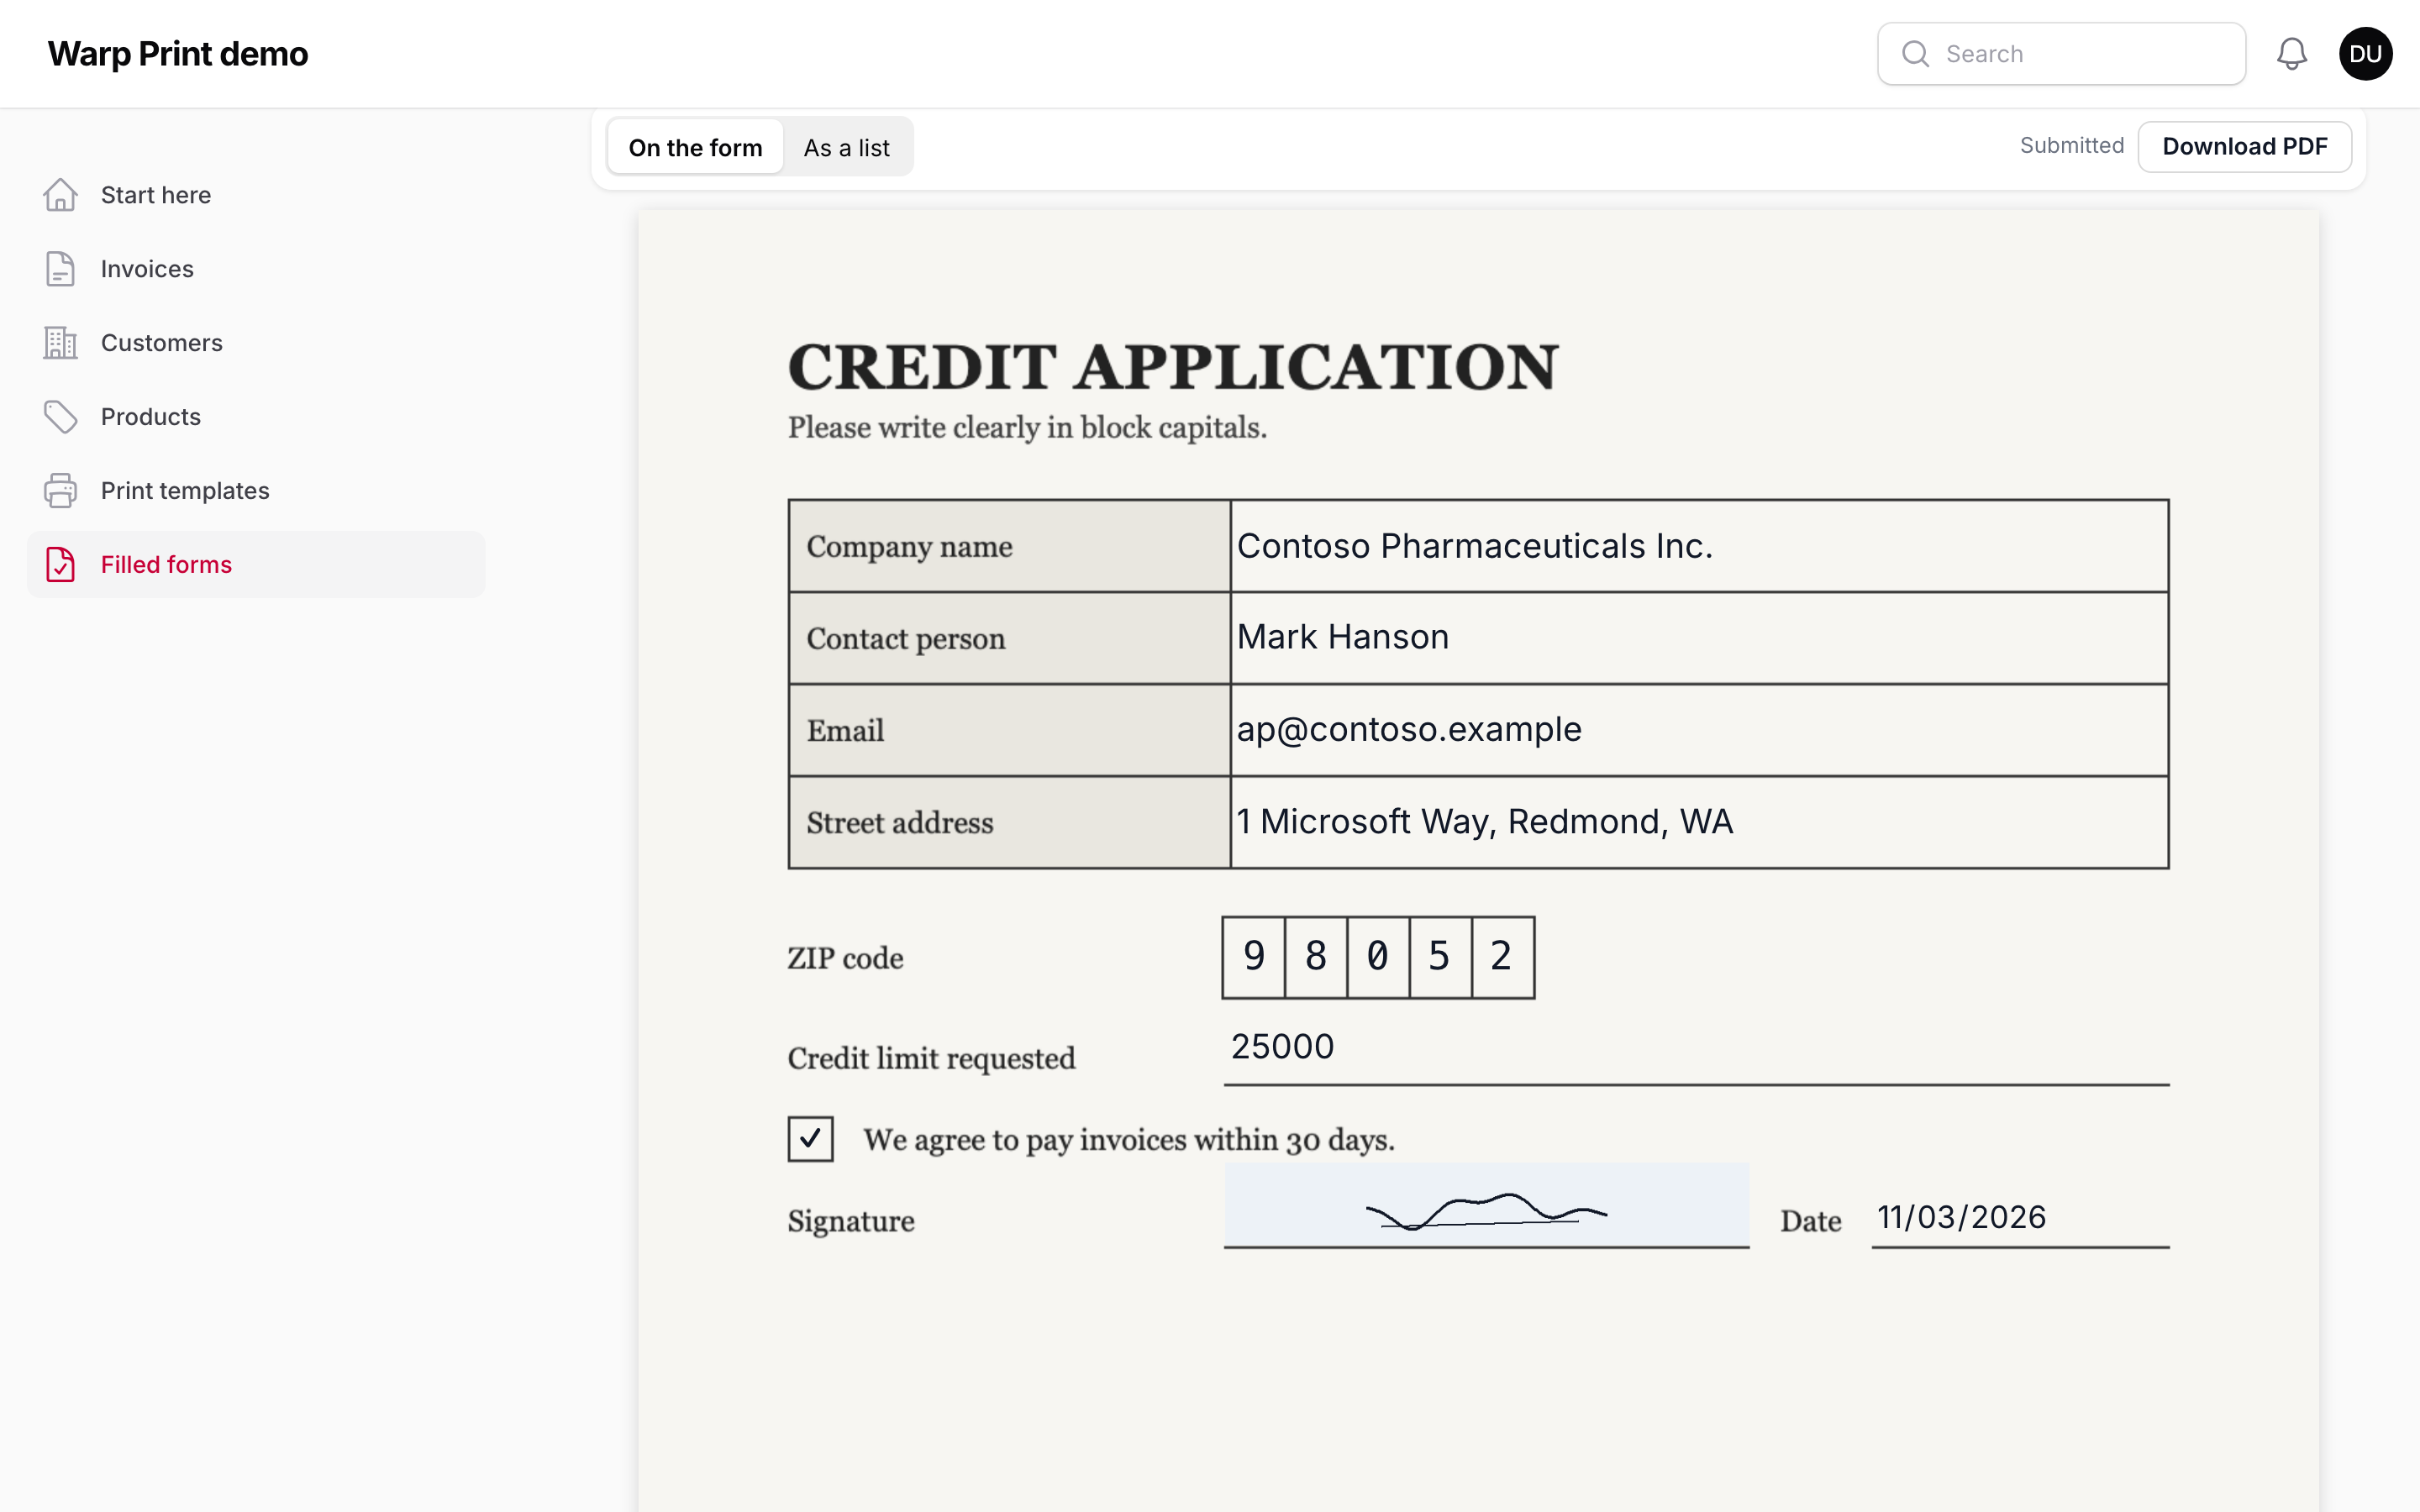 Warp Print demo
Search
DU
Start here
Invoices
Customers
Products
Print templates
Filled forms
On the form
As a list
Submitted
Download PDF
CREDIT APPLICATION
Please write clearly in block capitals.
Company name Contoso Pharmaceuticals Inc.
Contact person Mark Hanson
Email ap@contoso.example
Street address 1 Microsoft Way, Redmond, WA
ZIP code 9 8 0 5 2
Credit limit requested 25000
We agree to pay invoices within 30 days.
Signature Date 11/03/2026